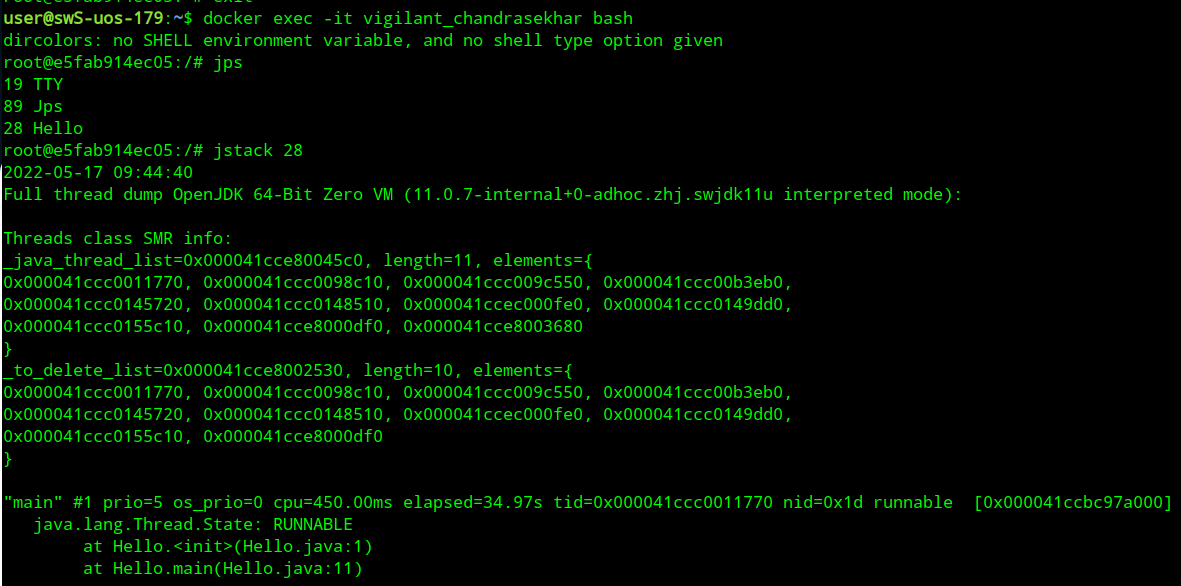 root@e5fab914ec05:/# exit
user@swS-uos-179:~$ docker exec -it vigilant_chandrasekhar bash
dircolors: no SHELL environment variable, and no shell type option given
root@e5fab914ec05:/# jps
19 TTY
89 Jps
28 Hello
root@e5fab914ec05:/# jstack 28
2022-05-17 09:44:40
Full thread dump OpenJDK 64-Bit Zero VM (11.0.7-internal+0-adhoc.zhj.swjdk11u interpreted mode):
Threads class SMR info:
_java_thread_list=0x000041cce80045c0, length=11, elements={
0x000041ccc0011770, 0x000041ccc0098c10, 0x000041ccc009c550, 0x000041ccc00b3eb0,
0x000041ccc0145720, 0x000041ccc0148510, 0x000041ccec000fe0, 0x000041ccc0149dd0,
0x000041ccc0155c10, 0x000041cce8000df0, 0x000041cce8003680
}
_to_delete_list=0x000041cce8002530, length=10, elements={
0x000041ccc0011770, 0x000041ccc0098c10, 0x000041ccc009c550, 0x000041ccc00b3eb0,
0x000041ccc0145720, 0x000041ccc0148510, 0x000041ccec000fe0, 0x000041ccc0149dd0,
0x000041ccc0155c10, 0x000041cce8000df0
}
"main" #1 prio=5 os_prio=0 cpu=450.00ms elapsed=34.97s tid=0x000041ccc0011770 nid=0x1d runnable [0x000041ccbc97a000]
java.lang.Thread.State: RUNNABLE
at Hello.<init>(Hello.java:1)
at Hello.main(Hello.java:11)